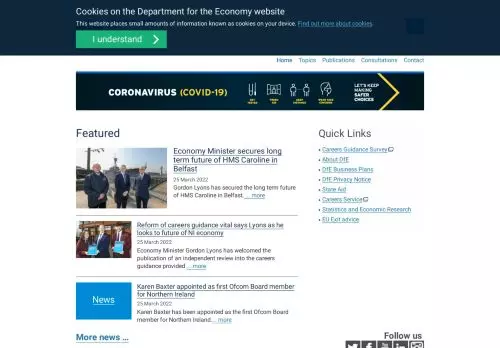 Cookies on the Department for the Economy website
This website places small amounts of information known as cookies on your device. Find out more about cookies.
I understand
Home Topics Publications Consultations Contact
CORONAVIRUS (COVID-19)
LET'S KEEP
MAKING
SAFER
CHOICES
Featured
Economy Minister secures long
term future of HMS Caroline in
Belfast
25 March 2022
Gordon Lyons has secured the long term future
of HMS Caroline in Belfast. ... more
Reform of careers guidance vital says Lyons as he
looks to future of NI economy
25 March 2022
Economy Minister Gordon Lyons has welcomed the
publication of an independent review into the careers
guidance provided. ... more
News
Karen Baxter appointed as first Ofcom Board member
for Northern Ireland
25 March 2022
Karen Baxter has been appointed as the first Ofcom Board
member for Northern Ireland. ... more
More news ...
Quick Links
Careers Guidance Survey
About DfE
DfE Business Plans
DfE Privacy Notice
State Aid
Careers Service
Statistics and Economic Research
EU Exit advice
Follow us